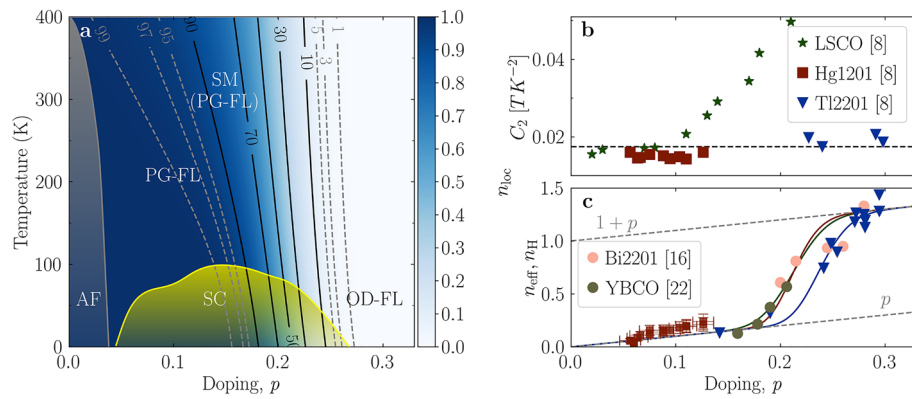 a
Temperature (K)
400
300
200
100
0
99
97
95
90
70
50
30
10
5
3
1
SM
(PG-FL)
PG-FL
AF
SC
OD-FL
0.0
0.1
0.2
0.3
Doping, p
1.0
0.9
0.8
0.7
0.6
0.5
0.4
0.3
0.2
0.1
0.0
n_loc
b
C_2 [TK^{-2}]
0.04
0.02
LSCO [8]
Hg1201 [8]
Tl2201 [8]
c
n_eff, n_H
1.5
1.0
0.5
0.0
1 + p
p
Bi2201 [16]
YBCO [22]
0.0
0.1
0.2
0.3
Doping, p